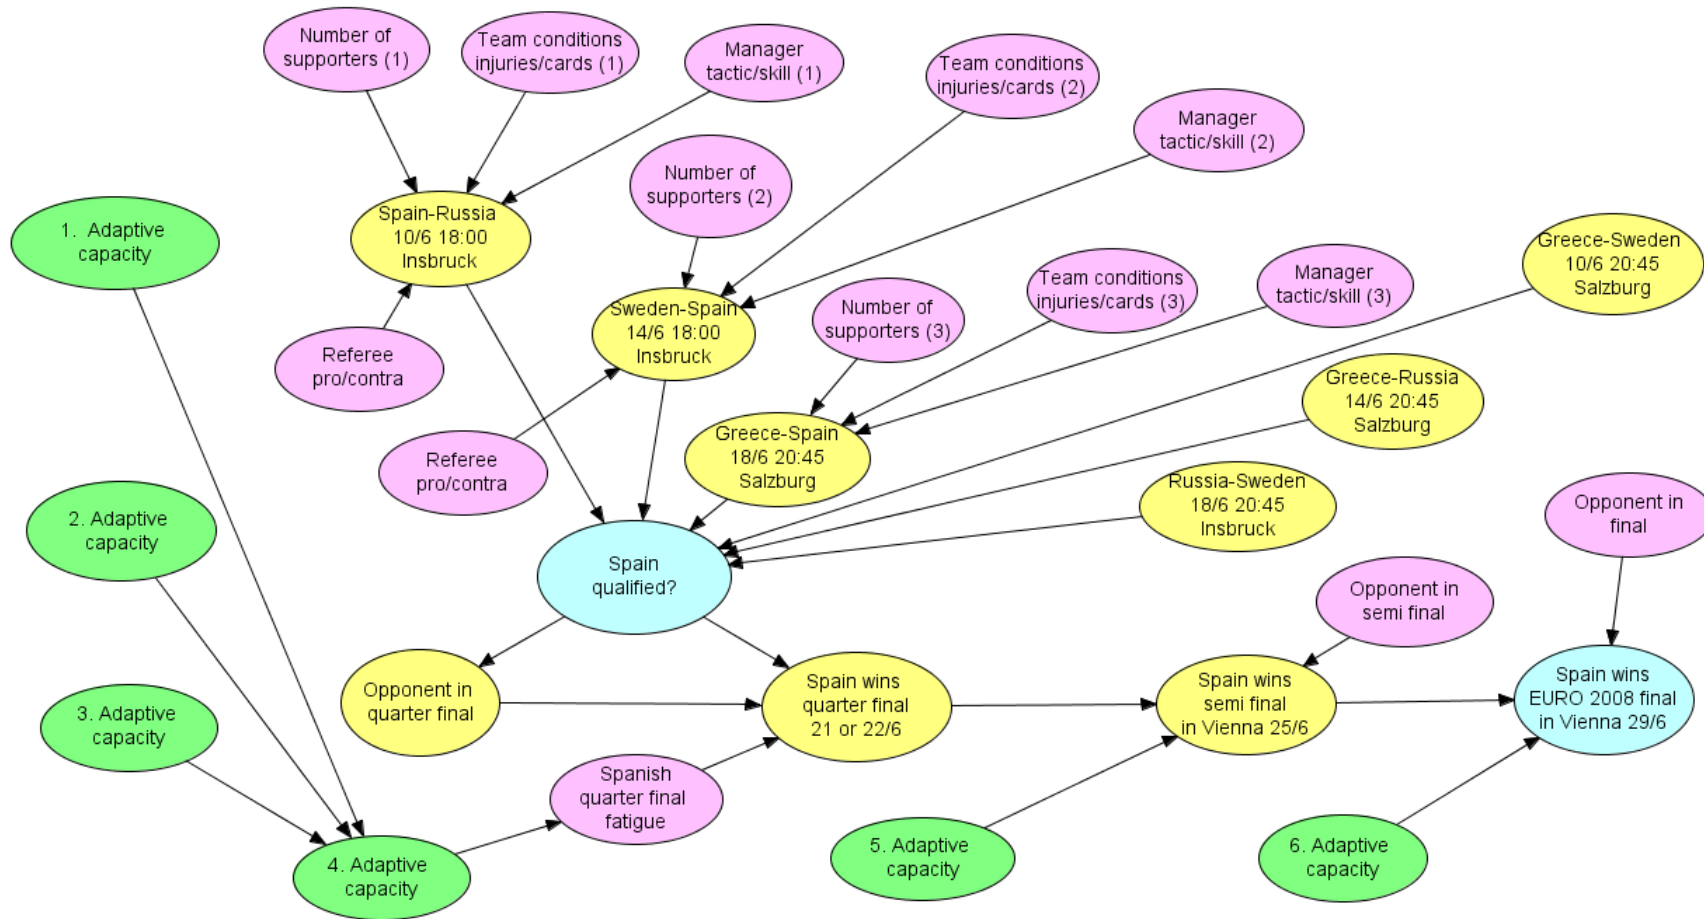 Number of
supporters (1)
Team conditions
injuries/cards (1)
Manager
tactic/skill (1)
Team conditions
injuries/cards (2)
Manager
tactic/skill (2)
Number of
supporters (2)
1.  Adaptive
capacity
Spain-Russia
10/6 18:00
Insbruck
Greece-Sweden
10/6 20:45
Salzburg
Team conditions
injuries/cards (3)
Manager
tactic/skill (3)
Number of
supporters (3)
Sweden-Spain
14/6 18:00
Insbruck
Referee
pro/contra
Greece-Russia
14/6 20:45
Salzburg
Greece-Spain
18/6 20:45
Salzburg
Referee
pro/contra
Russia-Sweden
18/6 20:45
Insbruck
Opponent in
final
2. Adaptive
capacity
Spain
qualified?
Opponent in
semi final
Opponent in
quarter final
Spain wins
quarter final
21 or 22/6
Spain wins
semi final
in Vienna 25/6
Spain wins
EURO 2008 final
in Vienna 29/6
3. Adaptive
capacity
Spanish
quarter final
fatigue
4. Adaptive
capacity
5. Adaptive
capacity
6. Adaptive
capacity